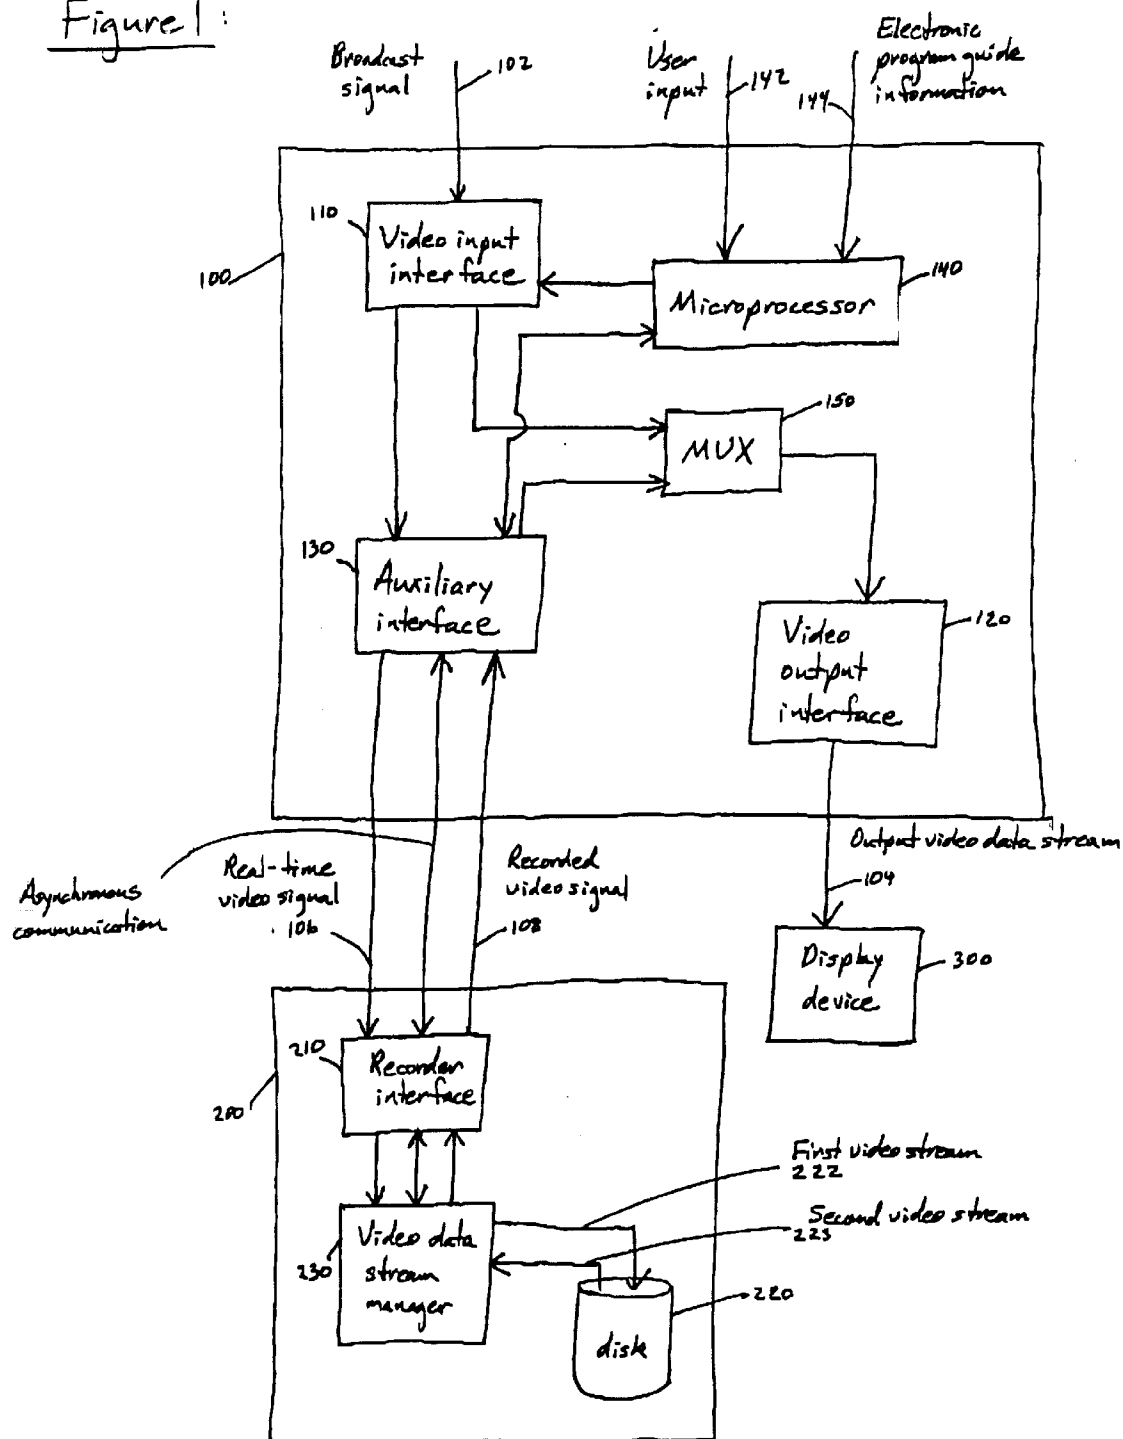 Figure 1:
Broadcast
signal
102
User
input
142
Electronic
program guide
information
144
110
Video input
interface
100
Microprocessor
140
150
MUX
130
Auxiliary
interface
Video
output
interface
120
Output video data stream
104
Asynchronous
communication
Real-time
video signal
106
Recorded
video signal
108
Display
device
300
210
Recorder
interface
200
First video stream
222
Second video stream
223
230
Video data
stream
manager
220
disk